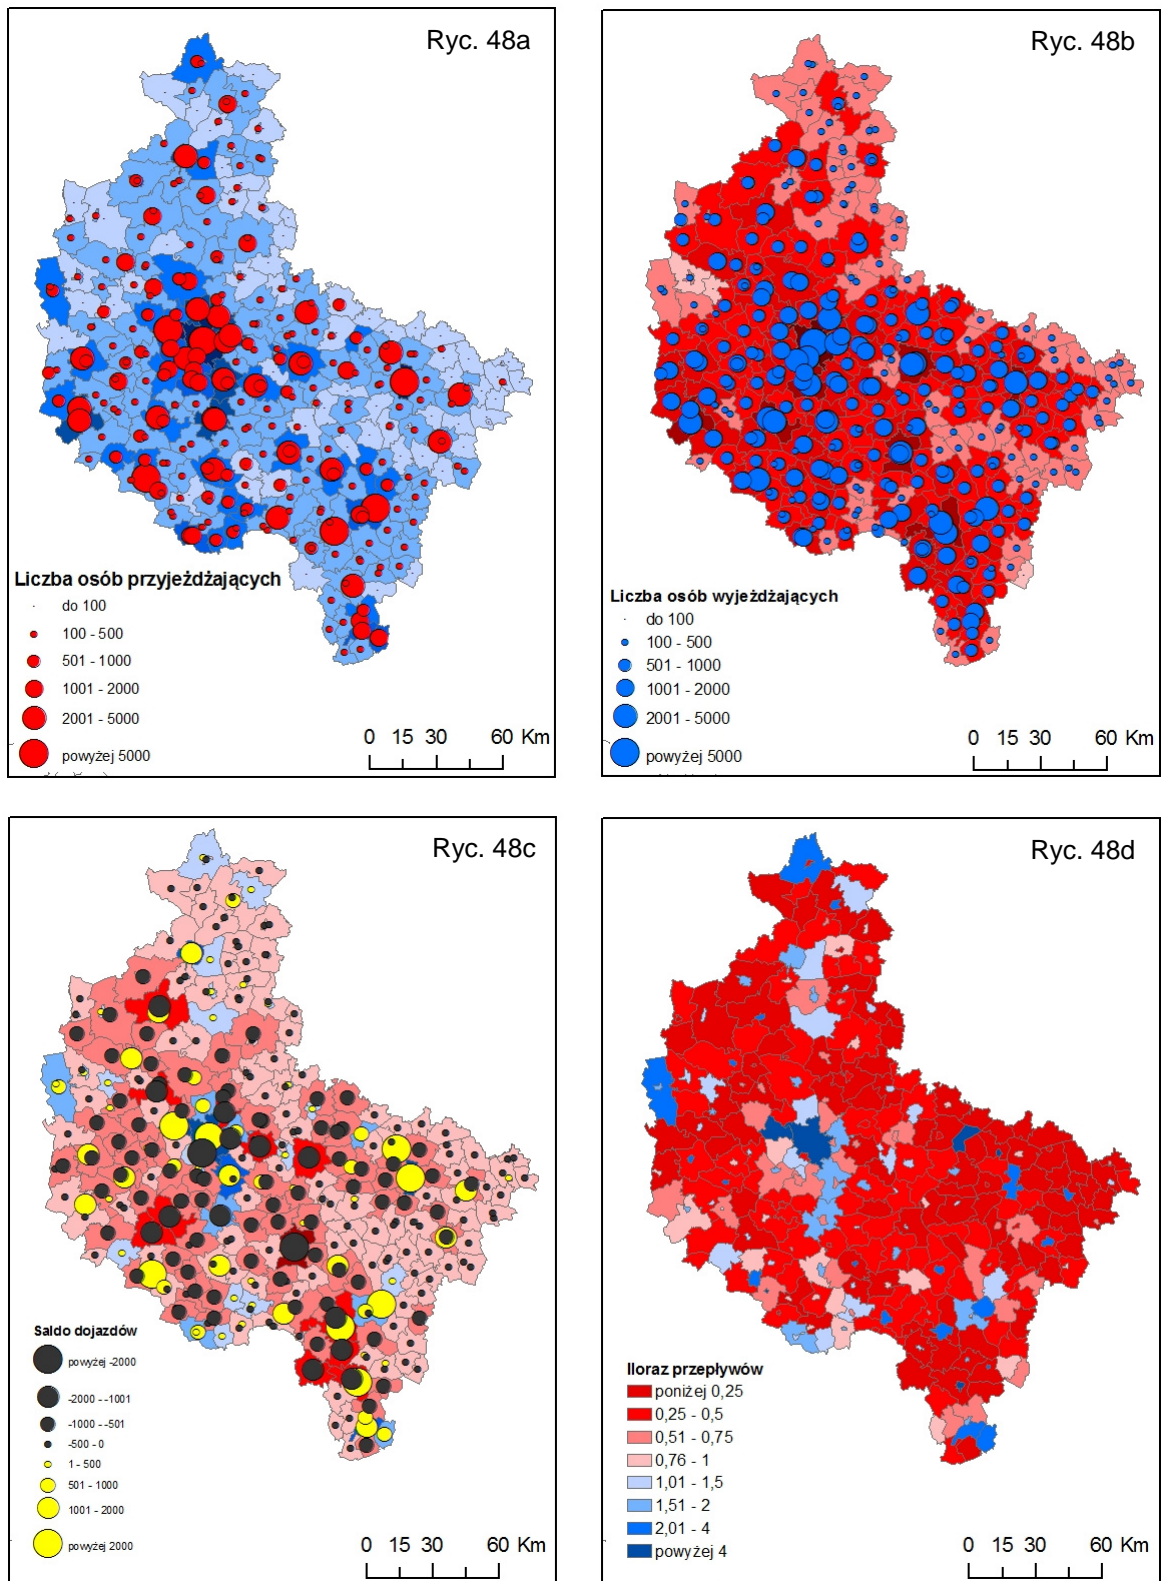 Ryc. 48a
Liczba osób przyjeżdżających
do 100
100 - 500
501 - 1000
1001 - 2000
2001 - 5000
powyżej 5000
0 15 30 60 Km
Ryc. 48b
Liczba osób wyjeżdżających
do 100
100 - 500
501 - 1000
1001 - 2000
2001 - 5000
powyżej 5000
0 15 30 60 Km
Ryc. 48c
Saldo dojazdów
powyżej -2000
-2000 - -1001
-1000 - -501
-500 - 0
1 - 500
501 - 1000
1001 - 2000
powyżej 2000
0 15 30 60 Km
Ryc. 48d
Iloraz przepływów
poniżej 0,25
0,25 - 0,5
0,51 - 0,75
0,76 - 1
1,01 - 1,5
1,51 - 2
2,01 - 4
powyżej 4
0 15 30 60 Km